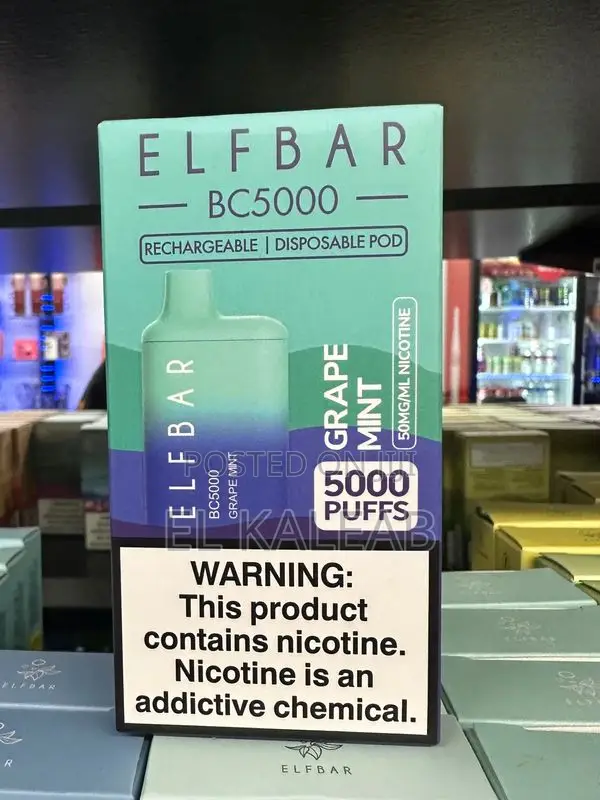 ELFBAR
BC5000
RECHARGEABLE | DISPOSABLE POD
ELFBAR
BC5000
GRAPE MINT
GRAPE
MINT
50MG/ML NICOTINE
5000
PUFFS
POSTED ON JIJI
EL KALEAB
WARNING:
This product
contains nicotine.
Nicotine is an
addictive chemical.
ELFBAR
ELFBAR